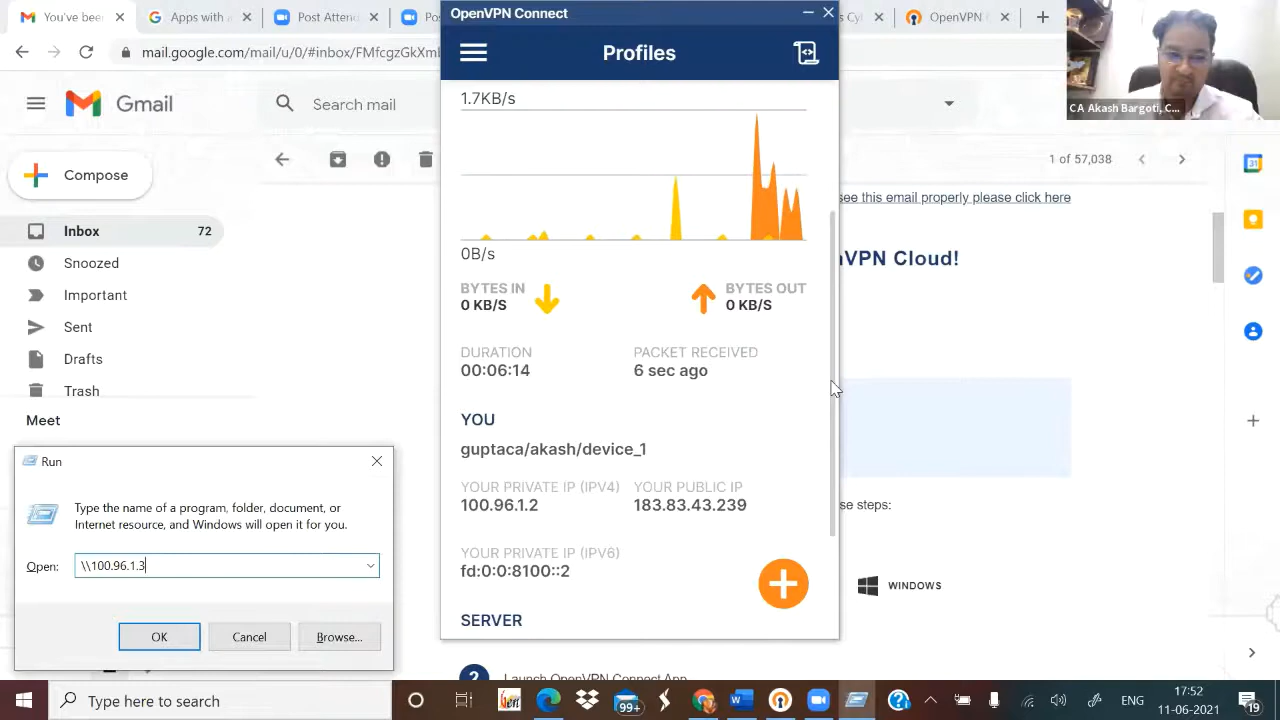 You've bee
Apps with
Post Attend
Post
OpenVPN
mail.google.com/mail/u/0/#inbox/
Gmail
Search mail
Compose
Inbox 72
Snoozed
Important
Sent
Drafts
Trash
Meet
1 of 57,038
see this email properly please click here
nVPN Cloud!
se steps:
WINDOWS
2
Launch OpenVPN Connect App
OpenVPN Connect
Profiles
1.7KB/s
0B/s
BYTES IN
0 KB/S
BYTES OUT
0 KB/S
DURATION
00:06:14
PACKET RECEIVED
6 sec ago
YOU
guptaca/akash/device_1
YOUR PRIVATE IP (IPV4)
100.96.1.2
YOUR PUBLIC IP
183.83.43.239
YOUR PRIVATE IP (IPV6)
fd:0:0:8100::2
SERVER
Run
Type the name of a program, folder, document, or
Internet resource, and Windows will open it for you.
Open: \\100.96.1.3
OK Cancel Browse...
CA Akash Bargoti, C...
Type here to search
99+
ENG
17:52
11-06-2021
19